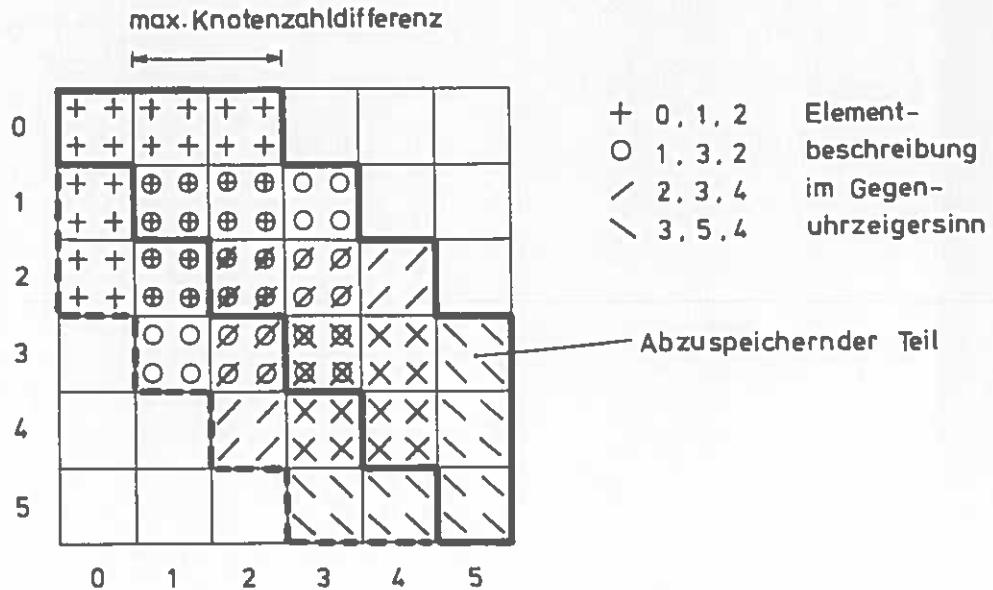 max. Knotenzahldifferenz
0
1
2
3
4
5
0 1 2 3 4 5
+ 0, 1, 2 Element-
O 1, 3, 2 beschreibung
/ 2, 3, 4 im Gegen-
\ 3, 5, 4 uhrzeigersinn
Abzuspeichernder Teil